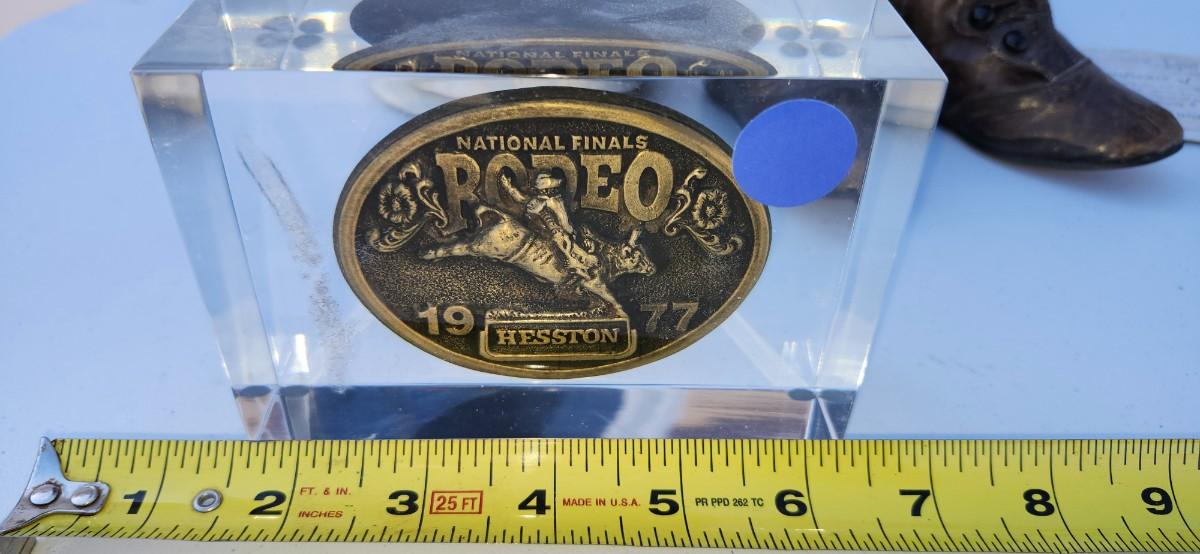 NATIONAL FINALS
RODEO
NATIONAL FINALS
RODEO
19 77
HESSTON
1 2 FT. & IN. INCHES 3 25 FT 4 MADE IN U.S.A. 5 PR PPD 262 TC 6 7 8 9